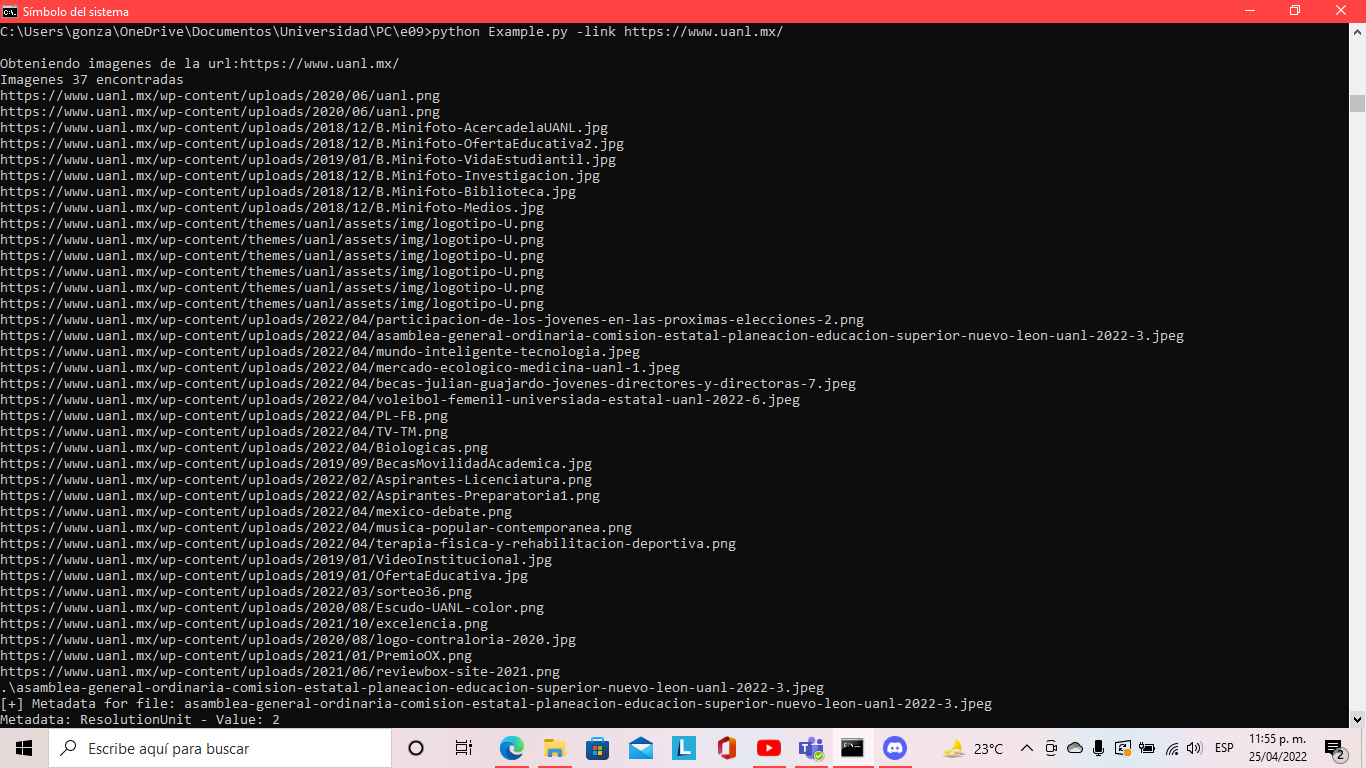 Símbolo del sistema
C:\Users\gonza\OneDrive\Documentos\Universidad\PC\e09>python Example.py -link https://www.uanl.mx/
Obteniendo imagenes de la url:https://www.uanl.mx/
Imagenes 37 encontradas
https://www.uanl.mx/wp-content/uploads/2020/06/uanl.png
https://www.uanl.mx/wp-content/uploads/2020/06/uanl.png
https://www.uanl.mx/wp-content/uploads/2018/12/B.Minifoto-AcercadelaUANL.jpg
https://www.uanl.mx/wp-content/uploads/2018/12/B.Minifoto-OfertaEducativa2.jpg
https://www.uanl.mx/wp-content/uploads/2019/01/B.Minifoto-VidaEstudiantil.jpg
https://www.uanl.mx/wp-content/uploads/2018/12/B.Minifoto-Investigacion.jpg
https://www.uanl.mx/wp-content/uploads/2018/12/B.Minifoto-Biblioteca.jpg
https://www.uanl.mx/wp-content/uploads/2018/12/B.Minifoto-Medios.jpg
https://www.uanl.mx/wp-content/themes/uanl/assets/img/logotipo-U.png
https://www.uanl.mx/wp-content/themes/uanl/assets/img/logotipo-U.png
https://www.uanl.mx/wp-content/themes/uanl/assets/img/logotipo-U.png
https://www.uanl.mx/wp-content/themes/uanl/assets/img/logotipo-U.png
https://www.uanl.mx/wp-content/themes/uanl/assets/img/logotipo-U.png
https://www.uanl.mx/wp-content/themes/uanl/assets/img/logotipo-U.png
https://www.uanl.mx/wp-content/uploads/2022/04/participacion-de-los-jovenes-en-las-proximas-elecciones-2.png
https://www.uanl.mx/wp-content/uploads/2022/04/asamblea-general-ordinaria-comision-estatal-planeacion-educacion-superior-nuevo-leon-uanl-2022-3.jpeg
https://www.uanl.mx/wp-content/uploads/2022/04/mundo-inteligente-tecnologia.jpeg
https://www.uanl.mx/wp-content/uploads/2022/04/mercado-ecologico-medicina-uanl-1.jpeg
https://www.uanl.mx/wp-content/uploads/2022/04/becas-julian-guajardo-jovenes-directores-y-directoras-7.jpeg
https://www.uanl.mx/wp-content/uploads/2022/04/voleibol-femenil-universiada-estatal-uanl-2022-6.jpeg
https://www.uanl.mx/wp-content/uploads/2022/04/PL-FB.png
https://www.uanl.mx/wp-content/uploads/2022/04/TV-TM.png
https://www.uanl.mx/wp-content/uploads/2022/04/Biologicas.png
https://www.uanl.mx/wp-content/uploads/2019/09/BecasMovilidadAcademica.jpg
https://www.uanl.mx/wp-content/uploads/2022/02/Aspirantes-Licenciatura.png
https://www.uanl.mx/wp-content/uploads/2022/02/Aspirantes-Preparatoria1.png
https://www.uanl.mx/wp-content/uploads/2022/04/mexico-debate.png
https://www.uanl.mx/wp-content/uploads/2022/04/musica-popular-contemporanea.png
https://www.uanl.mx/wp-content/uploads/2022/04/terapia-fisica-y-rehabilitacion-deportiva.png
https://www.uanl.mx/wp-content/uploads/2019/01/VideoInstitucional.jpg
https://www.uanl.mx/wp-content/uploads/2019/01/OfertaEducativa.jpg
https://www.uanl.mx/wp-content/uploads/2022/03/sorteo36.png
https://www.uanl.mx/wp-content/uploads/2020/08/Escudo-UANL-color.png
https://www.uanl.mx/wp-content/uploads/2021/10/excelencia.png
https://www.uanl.mx/wp-content/uploads/2020/08/logo-contraloria-2020.jpg
https://www.uanl.mx/wp-content/uploads/2021/01/PremioOX.png
https://www.uanl.mx/wp-content/uploads/2021/06/reviewbox-site-2021.png
.\asamblea-general-ordinaria-comision-estatal-planeacion-educacion-superior-nuevo-leon-uanl-2022-3.jpeg
[+] Metadata for file: asamblea-general-ordinaria-comision-estatal-planeacion-educacion-superior-nuevo-leon-uanl-2022-3.jpeg
Metadata: ResolutionUnit - Value: 2
Escribe aquí para buscar
23°C
ESP
11:55 p. m.
25/04/2022
2